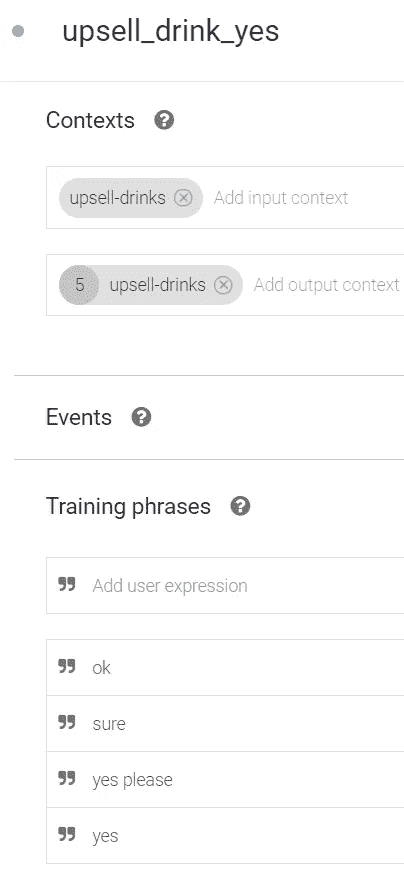 upsell_drink_yes
Contexts
upsell-drinks Add input context
5 upsell-drinks Add output context
Events
Training phrases
Add user expression
ok
sure
yes please
yes